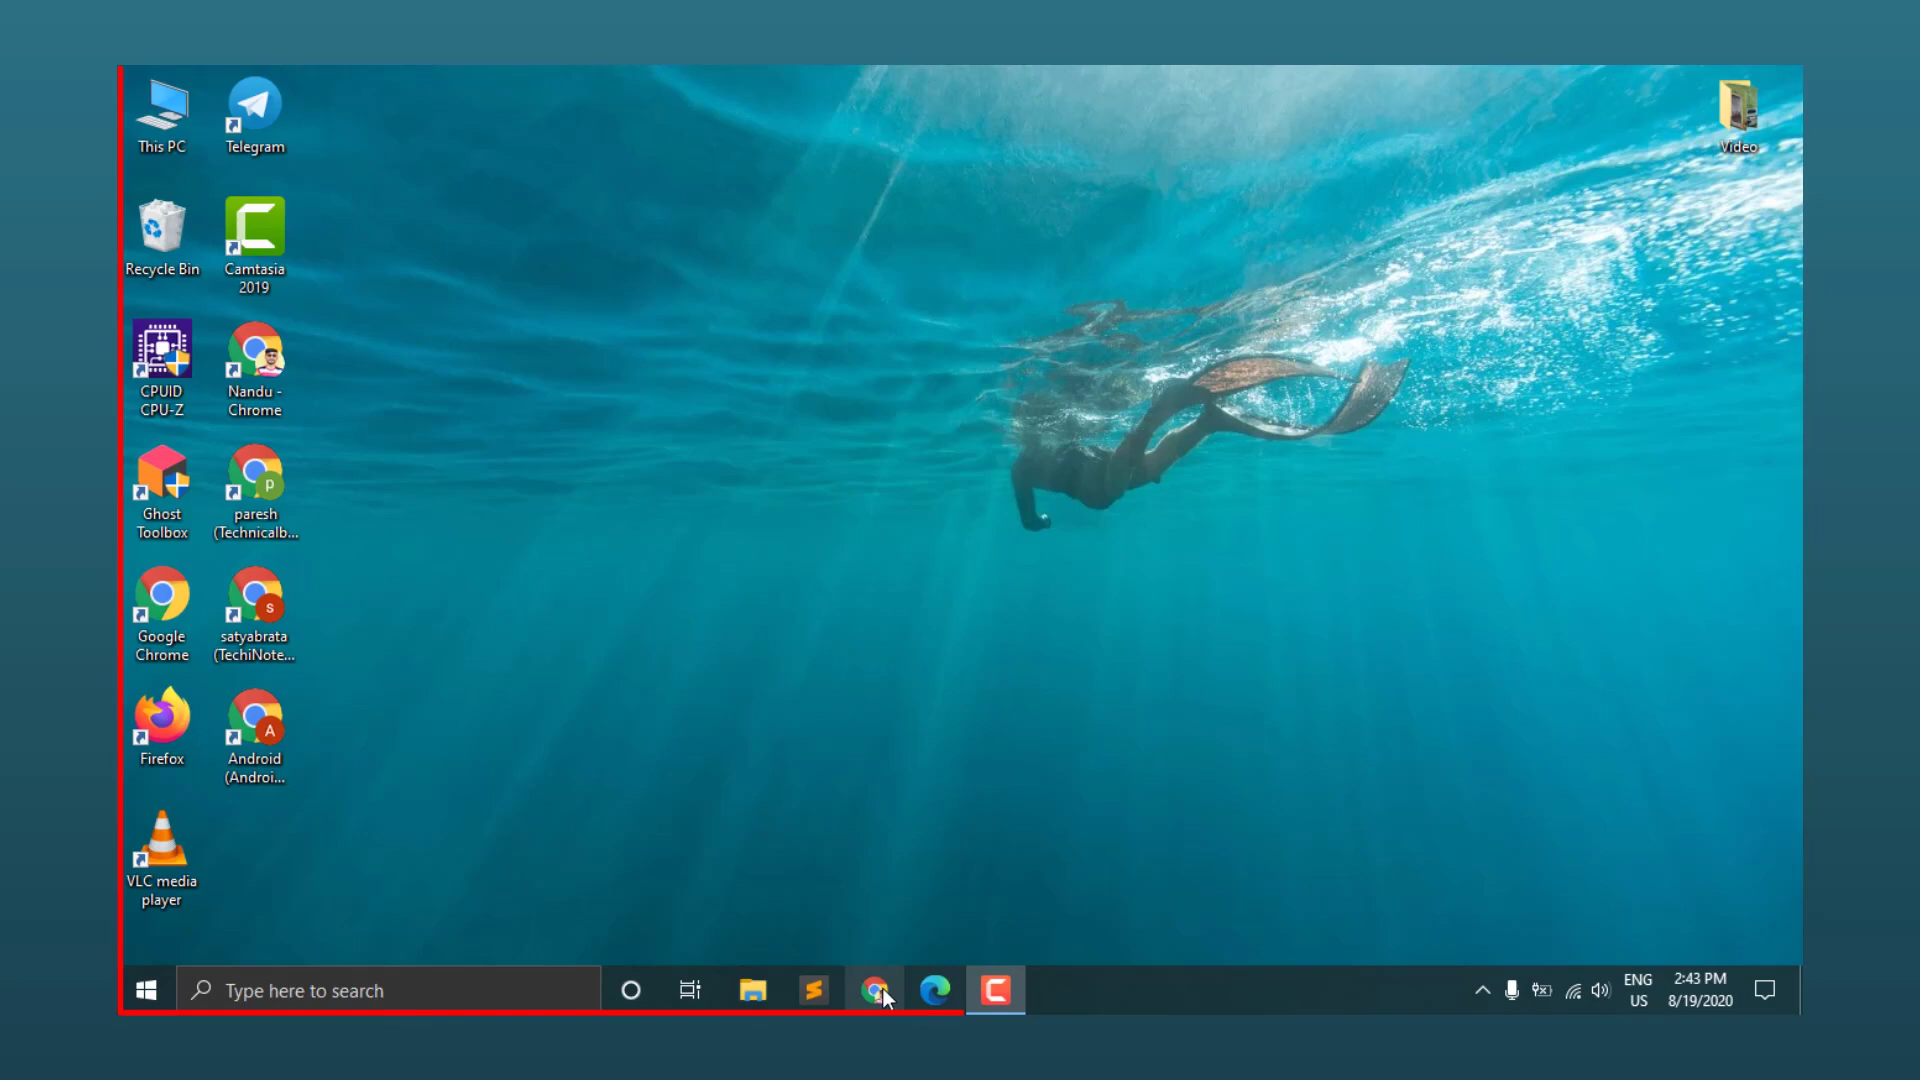 This PC
Telegram
Video
Recycle Bin
Camtasia
2019
CPUID
CPU-Z
Nandu -
Chrome
Ghost
Toolbox
p
paresh
(Technicalb...
Google
Chrome
s
satyabrata
(TechiNote...
Firefox
A
Android
(Androi...
VLC media
player
Type here to search
ENG
US
2:43 PM
8/19/2020